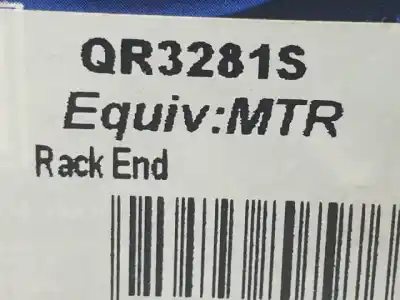 QR3281S
Equiv:MTR
Rack End